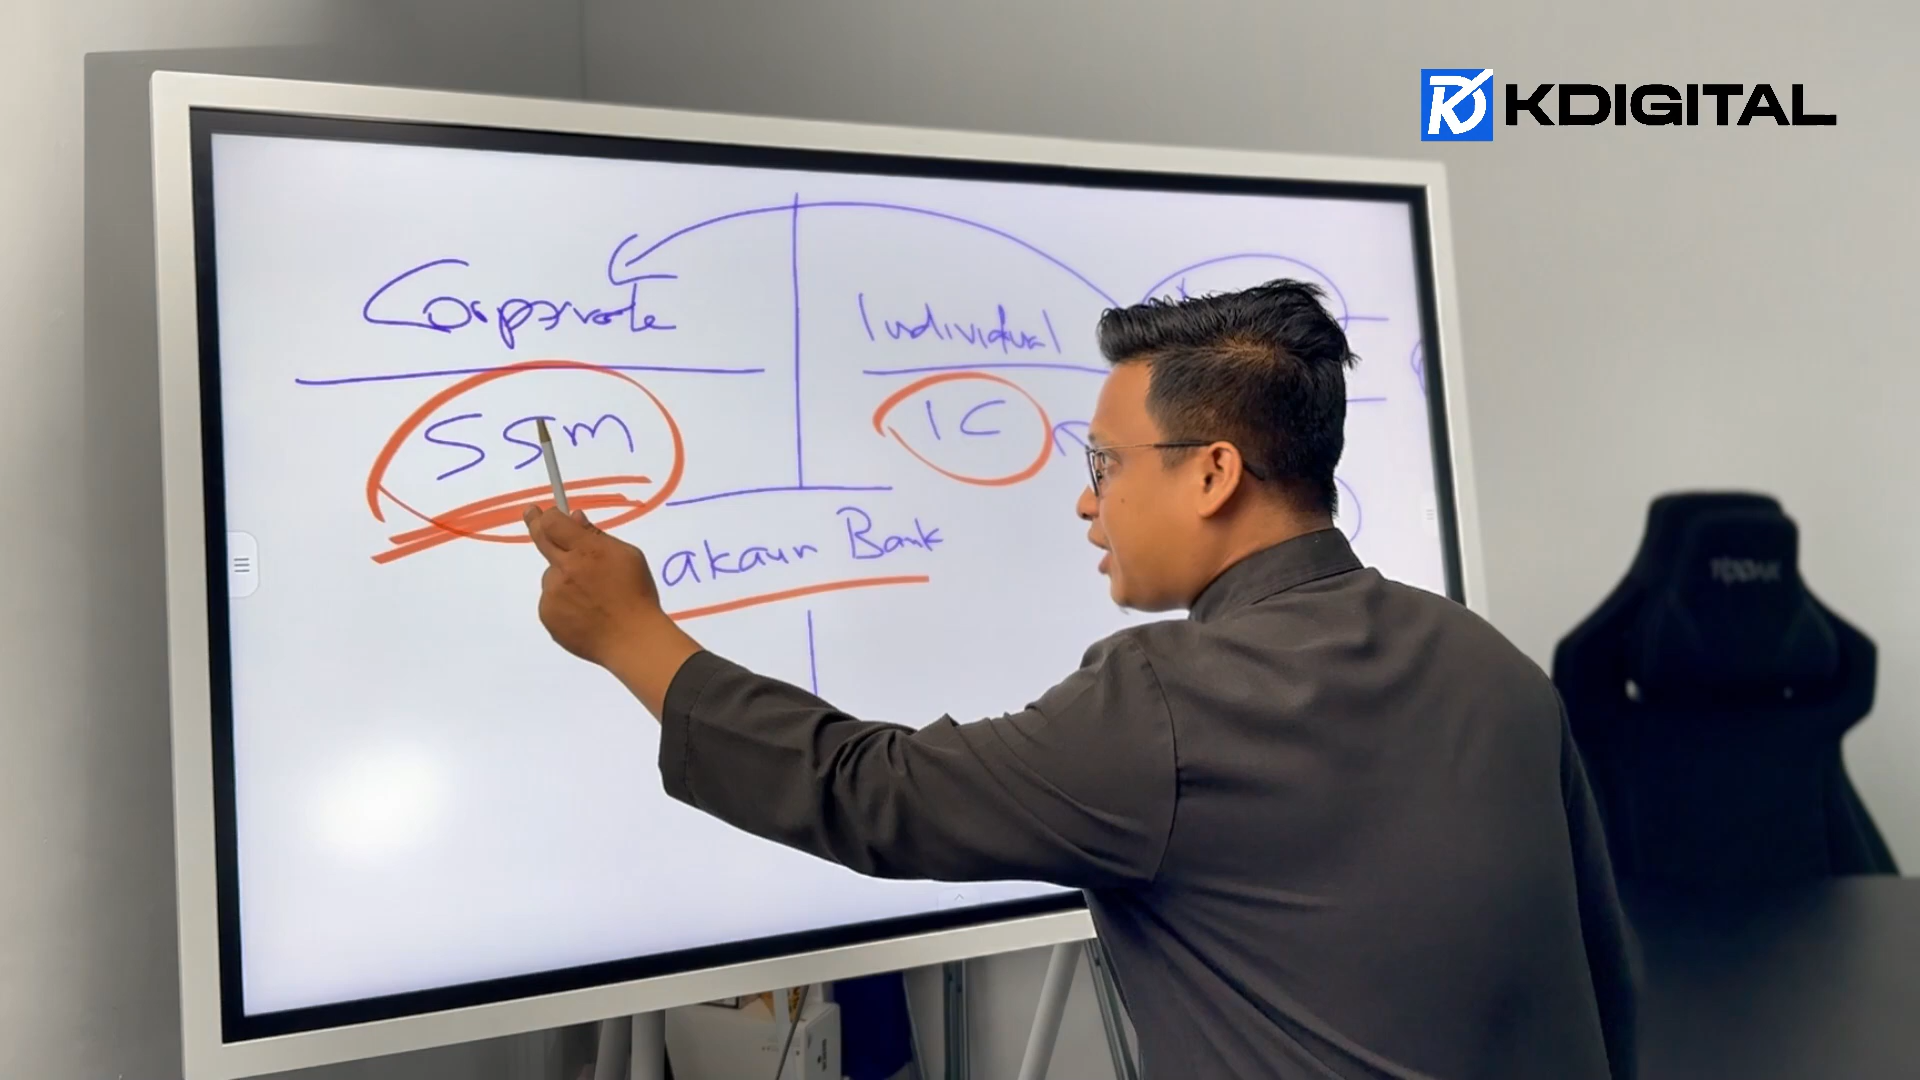 KDIGITAL
Corporate
Individual
SSM
IC
akaun Bank